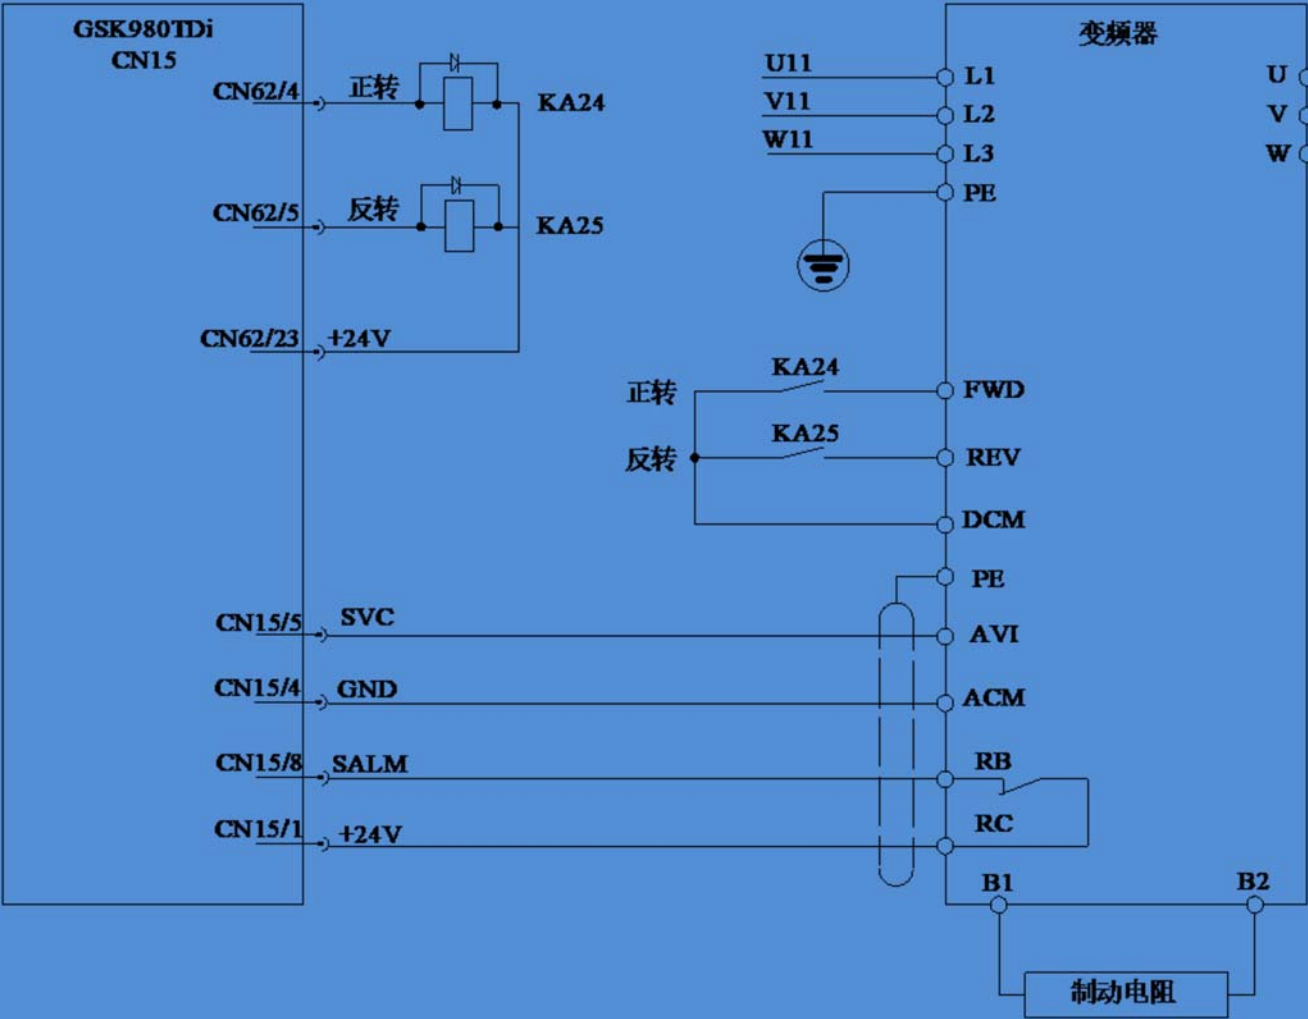 GSK980TDi
CN15
CN62/4
正转
KA24
CN62/5
反转
KA25
CN62/23
+24V
CN15/5
SVC
CN15/4
GND
CN15/8
SALM
CN15/1
+24V
变频器
U11
L1
U
V11
L2
V
W11
L3
W
PE
正转
KA24
FWD
反转
KA25
REV
DCM
PE
AVI
ACM
RB
RC
B1
B2
制动电阻